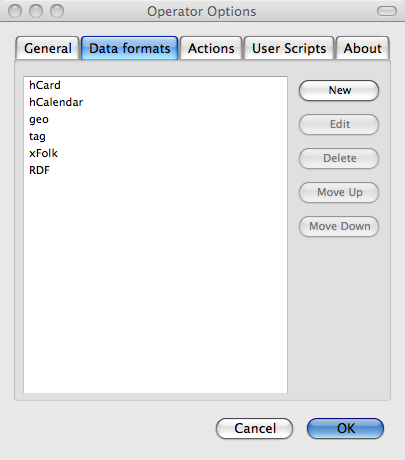 Operator Options
General Data formats Actions User Scripts About
hCard
hCalendar
geo
tag
xFolk
RDF
New
Edit
Delete
Move Up
Move Down
Cancel OK